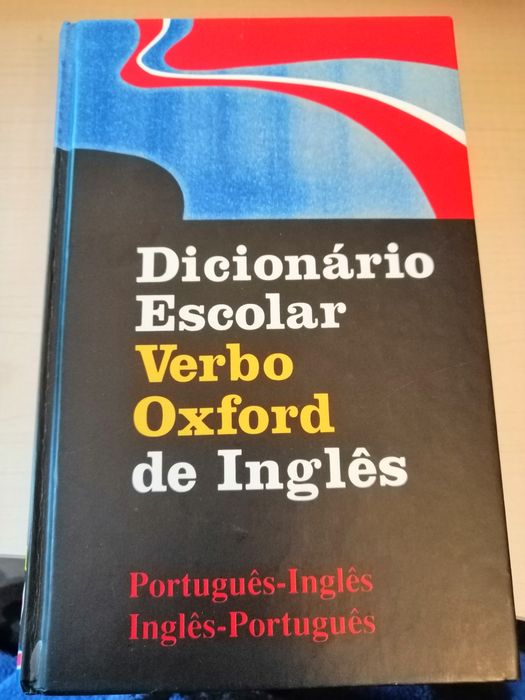 Dicionário
Escolar
Verbo
Oxford
de Inglês
Português-Inglês
Inglês-Português